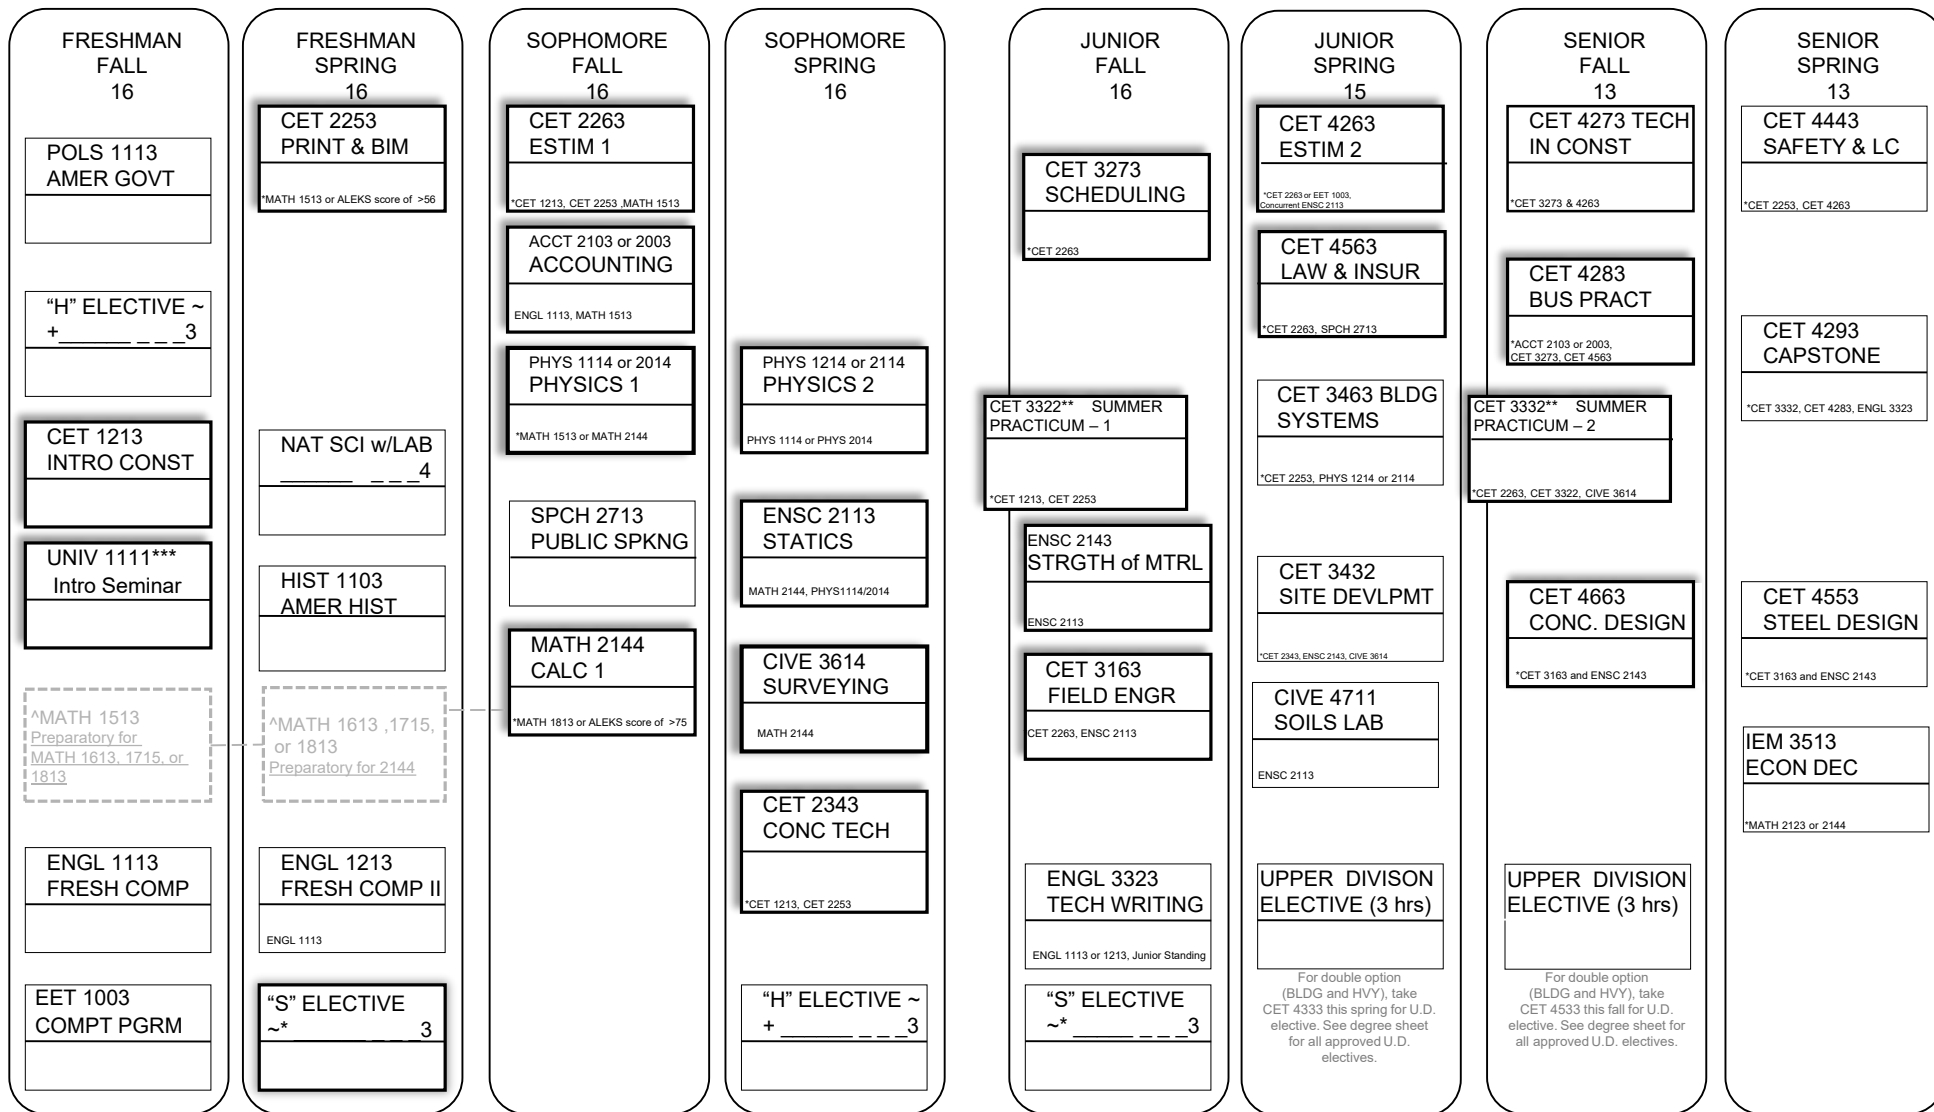 FRESHMAN
FALL
16
POLS 1113
AMER GOVT
“H” ELECTIVE ~
+______ _ _ _3
CET 1213
INTRO CONST
UNIV 1111***
Intro Seminar
^MATH 1513
Preparatory for
MATH 1613, 1715, or
1813
ENGL 1113
FRESH COMP
EET 1003
COMPT PGRM
FRESHMAN
SPRING
16
CET 2253
PRINT & BIM
*MATH 1513 or ALEKS score of >56
NAT SCI w/LAB
______ _ _ _4
HIST 1103
AMER HIST
^MATH 1613 ,1715,
or 1813
Preparatory for 2144
ENGL 1213
FRESH COMP II
ENGL 1113
“S” ELECTIVE
~* ______ _ _ _3
SOPHOMORE
FALL
16
CET 2263
ESTIM 1
*CET 1213, CET 2253 ,MATH 1513
ACCT 2103 or 2003
ACCOUNTING
ENGL 1113, MATH 1513
PHYS 1114 or 2014
PHYSICS 1
*MATH 1513 or MATH 2144
SPCH 2713
PUBLIC SPKNG
MATH 2144
CALC 1
*MATH 1813 or ALEKS score of >75
SOPHOMORE
SPRING
16
PHYS 1214 or 2114
PHYSICS 2
PHYS 1114 or PHYS 2014
ENSC 2113
STATICS
MATH 2144, PHYS1114/2014
CIVE 3614
SURVEYING
MATH 2144
CET 2343
CONC TECH
*CET 1213, CET 2253
“H” ELECTIVE ~
+ ______ _ _ _3
JUNIOR
FALL
16
CET 3273
SCHEDULING
*CET 2263
CET 3322** SUMMER
PRACTICUM – 1
*CET 1213, CET 2253
ENSC 2143
STRGTH of MTRL
ENSC 2113
CET 3163
FIELD ENGR
CET 2263, ENSC 2113
ENGL 3323
TECH WRITING
ENGL 1113 or 1213, Junior Standing
“S” ELECTIVE
~* _____ _ _ _3
JUNIOR
SPRING
15
CET 4263
ESTIM 2
*CET 2263 or EET 1003,
Concurrent ENSC 2113
CET 4563
LAW & INSUR
*CET 2263, SPCH 2713
CET 3463 BLDG
SYSTEMS
*CET 2253, PHYS 1214 or 2114
CET 3432
SITE DEVLPMT
*CET 2343, ENSC 2143, CIVE 3614
CIVE 4711
SOILS LAB
ENSC 2113
UPPER DIVISON
ELECTIVE (3 hrs)
For double option
(BLDG and HVY), take
CET 4333 this spring for U.D.
elective. See degree sheet
for all approved U.D.
electives.
SENIOR
FALL
13
CET 4273 TECH
IN CONST
*CET 3273 & 4263
CET 4283
BUS PRACT
*ACCT 2103 or 2003,
CET 3273, CET 4563
CET 3332** SUMMER
PRACTICUM – 2
*CET 2263, CET 3322, CIVE 3614
CET 4663
CONC. DESIGN
*CET 3163 and ENSC 2143
UPPER DIVISION
ELECTIVE (3 hrs)
For double option
(BLDG and HVY), take
CET 4533 this fall for U.D.
elective. See degree sheet for
all approved U.D. electives.
SENIOR
SPRING
13
CET 4443
SAFETY & LC
*CET 2253, CET 4263
CET 4293
CAPSTONE
*CET 3332, CET 4283, ENGL 3323
CET 4553
STEEL DESIGN
*CET 3163 and ENSC 2143
IEM 3513
ECON DEC
*MATH 2123 or 2144